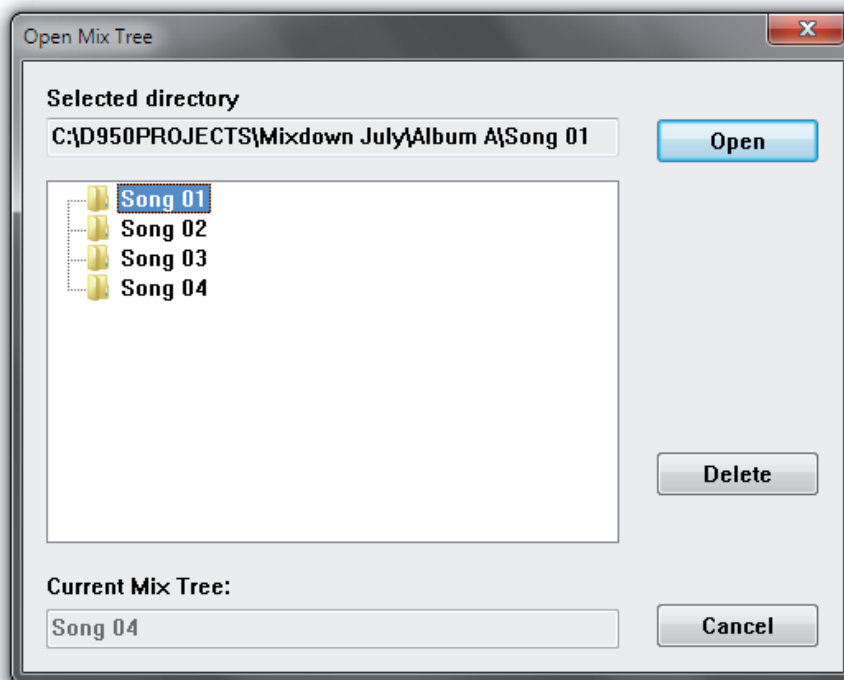 Open Mix Tree
Selected directory
C:\D950PROJECTS\Mixdown July\Album A\Song 01
Open
Song 01
Song 02
Song 03
Song 04
Delete
Current Mix Tree:
Song 04
Cancel